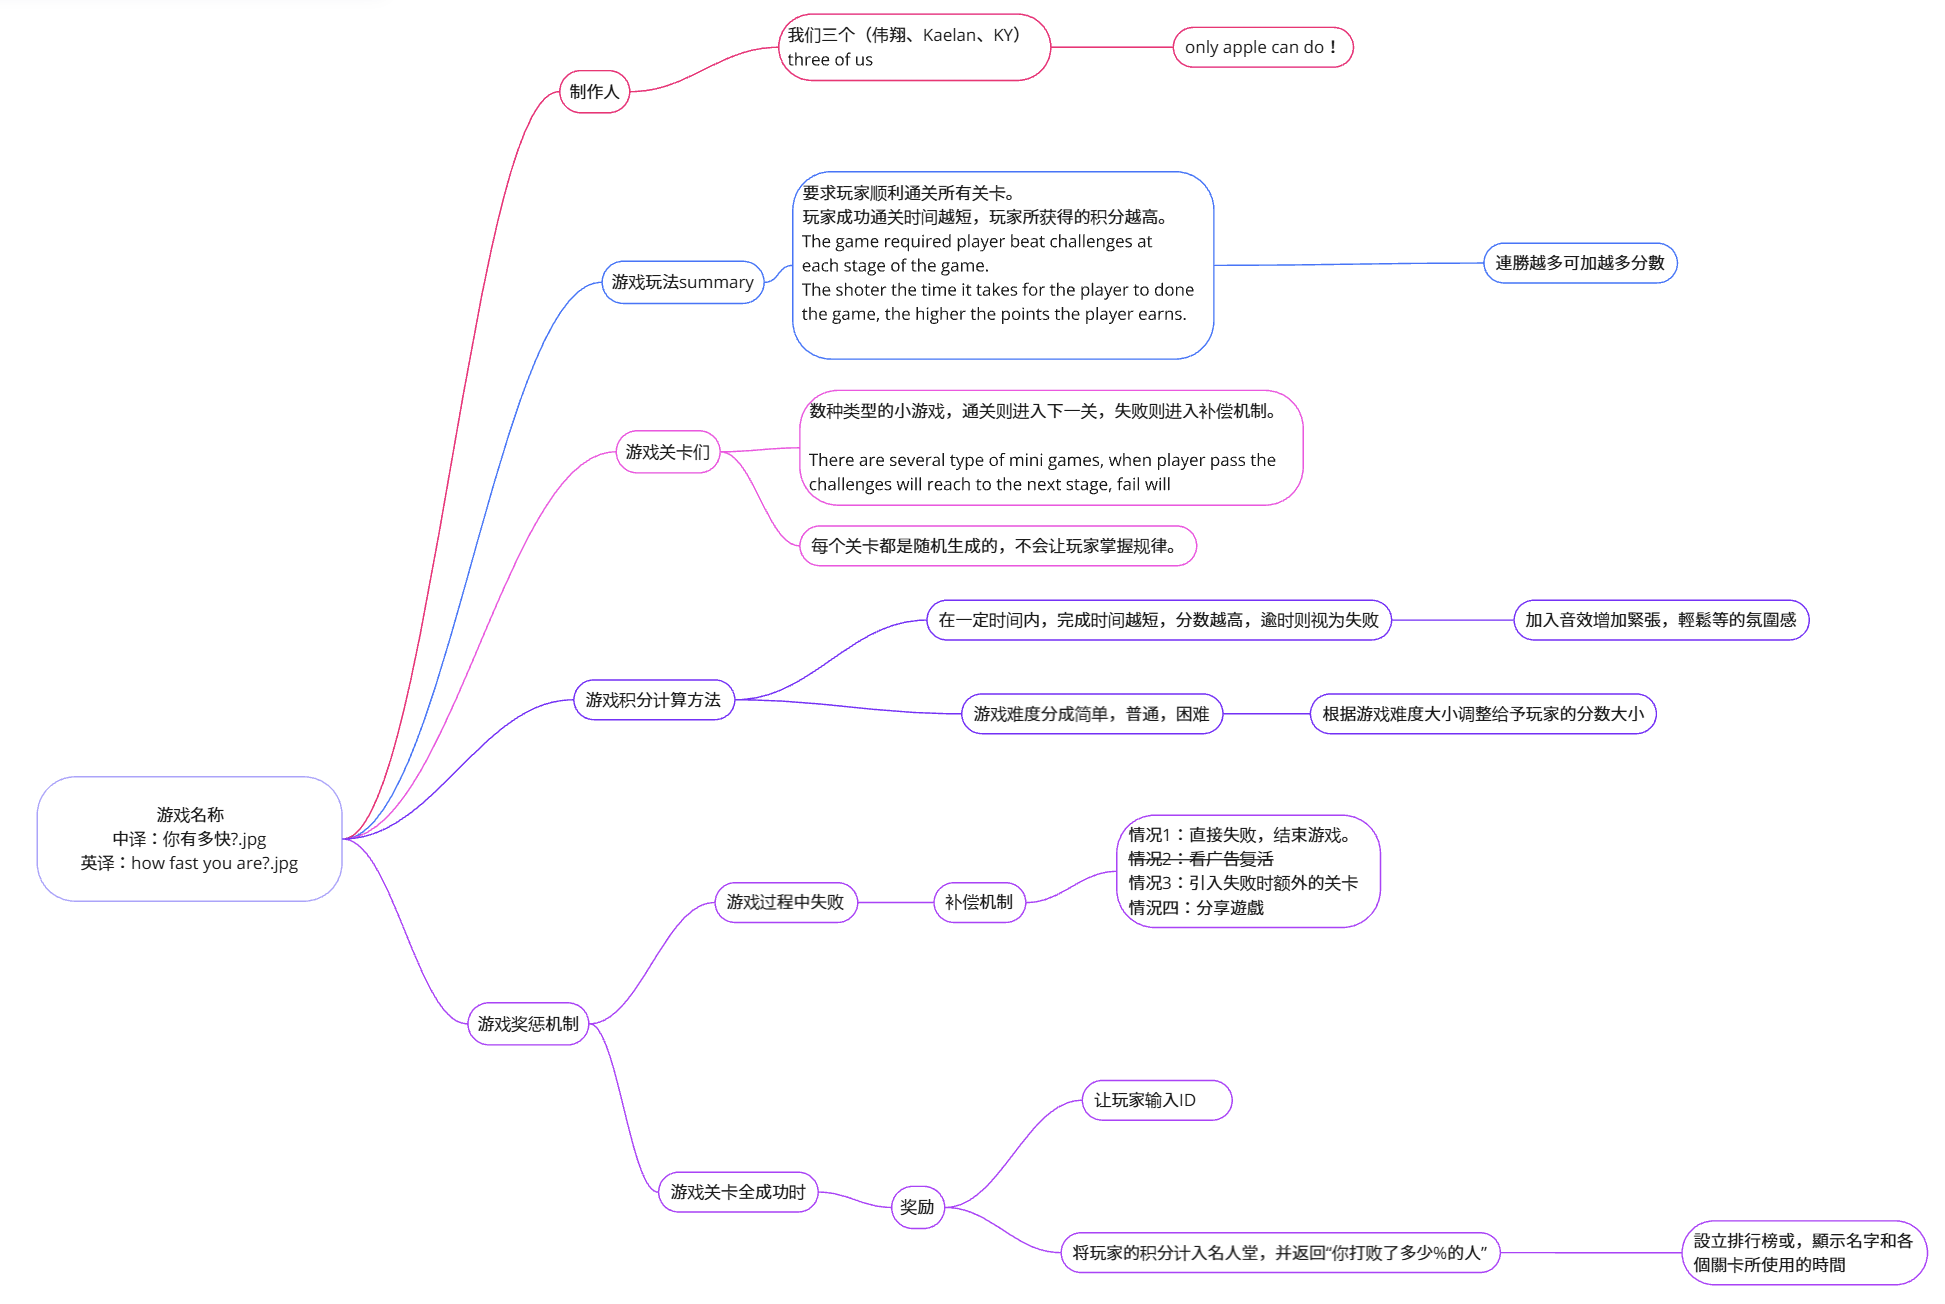 我们三个（伟翔、Kaelan、KY）
three of us
only apple can do！
制作人
要求玩家顺利通关所有关卡。
玩家成功通关时间越短，玩家所获得的积分越高。
The game required player beat challenges at
each stage of the game.
The shoter the time it takes for the player to done
the game, the higher the points the player earns.
連勝越多可加越多分數
游戏玩法summary
数种类型的小游戏，通关则进入下一关，失败则进入补偿机制。
There are several type of mini games, when player pass the
challenges will reach to the next stage, fail will
游戏关卡们
每个关卡都是随机生成的，不会让玩家掌握规律。
在一定时间内，完成时间越短，分数越高，逾时则视为失败
加入音效增加緊張，輕鬆等的氛圍感
游戏积分计算方法
游戏难度分成简单，普通，困难
根据游戏难度大小调整给予玩家的分数大小
游戏名称
中译：你有多快?.jpg
英译：how fast you are?.jpg
情况1：直接失败，结束游戏。
情况2：看广告复活
情况3：引入失败时额外的关卡
情況四：分享遊戲
游戏过程中失败
补偿机制
游戏奖惩机制
让玩家输入ID
游戏关卡全成功时
奖励
将玩家的积分计入名人堂，并返回“你打败了多少%的人”
設立排行榜或，顯示名字和各
個關卡所使用的時間